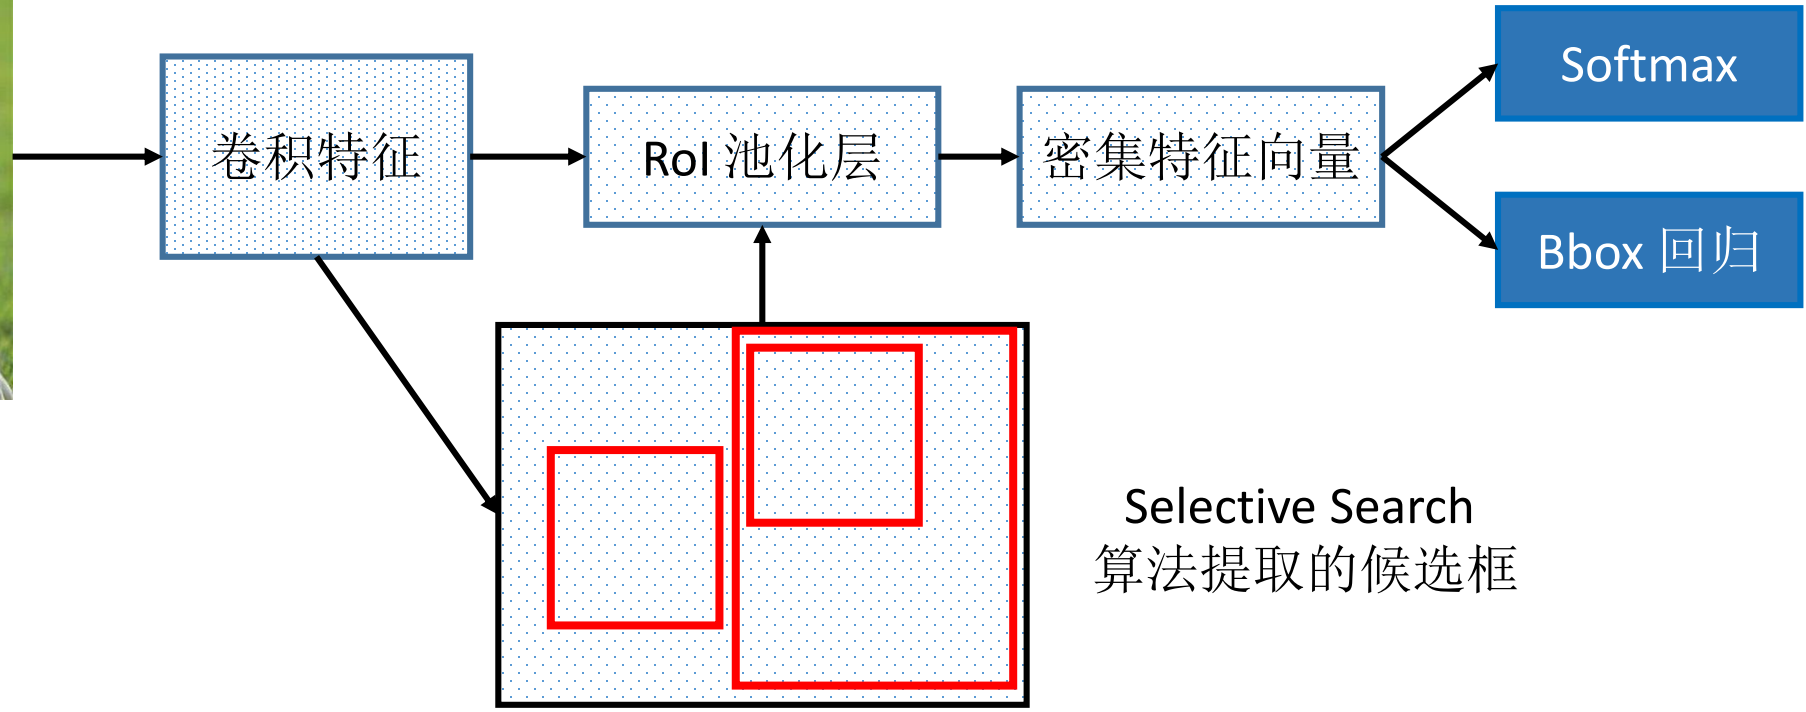 卷积特征
RoI 池化层
密集特征向量
Softmax
Bbox 回归
Selective Search
算法提取的候选框